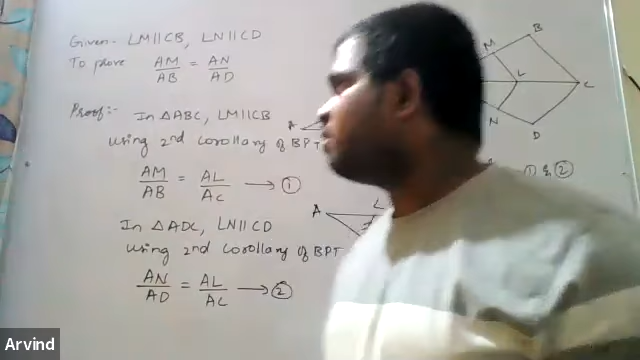 Given:- LM||CB, LN||CD
To prove AM/AB = AN/AD
Proof:- In △ABC, LM||CB
using 2nd corollary of BPT
AM/AB = AL/AC → ①
In △ADC, LN||CD
using 2nd corollary of BPT
AN/AD = AL/AC → ②
M B
L C
N D
A
① & ②
A L
Arvind